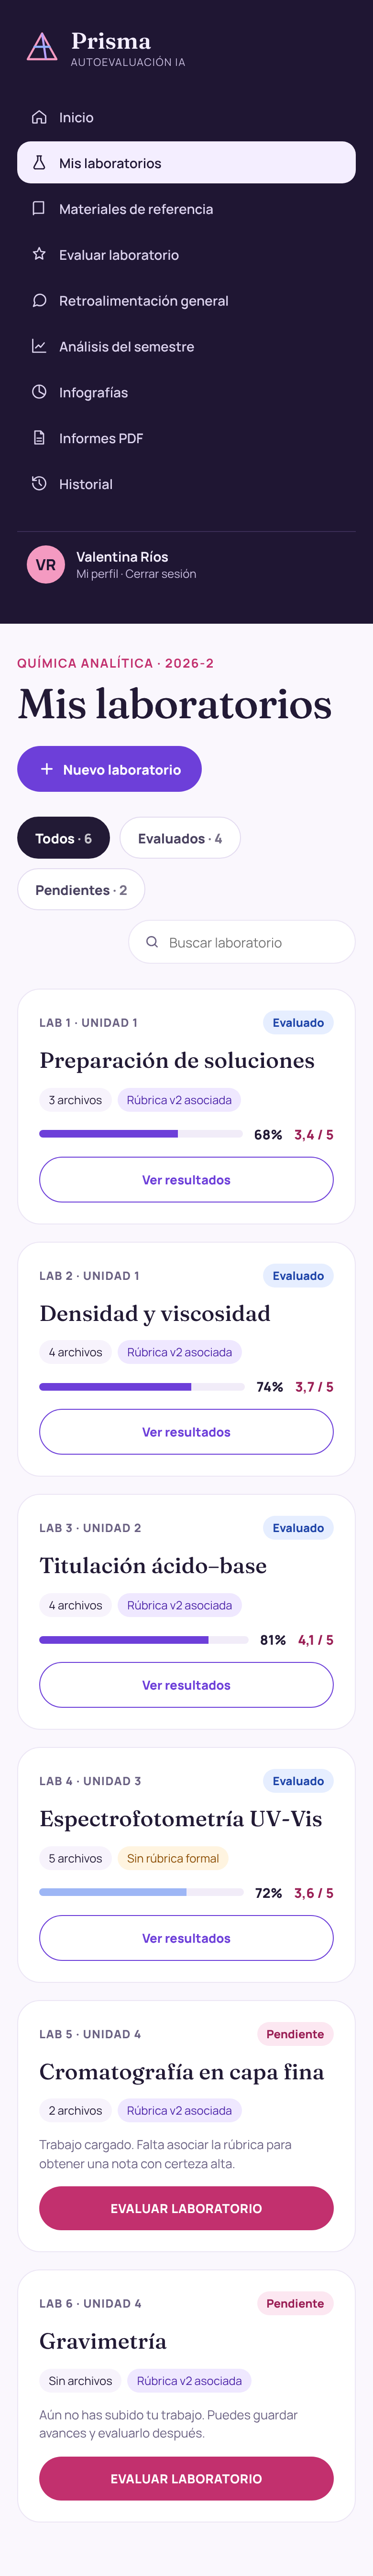 Prisma
AUTOEVALUACIÓN IA
Inicio
Mis laboratorios
Materiales de referencia
Evaluar laboratorio
Retroalimentación general
Análisis del semestre
Infografías
Informes PDF
Historial
VR
Valentina Ríos
Mi perfil · Cerrar sesión
QUÍMICA ANALÍTICA · 2026-2
Mis laboratorios
Nuevo laboratorio
Todos · 6
Evaluados · 4
Pendientes · 2
Buscar laboratorio
LAB 1 · UNIDAD 1
Evaluado
Preparación de soluciones
3 archivos
Rúbrica v2 asociada
68% 3,4 / 5
Ver resultados
LAB 2 · UNIDAD 1
Evaluado
Densidad y viscosidad
4 archivos
Rúbrica v2 asociada
74% 3,7 / 5
Ver resultados
LAB 3 · UNIDAD 2
Evaluado
Titulación ácido–base
4 archivos
Rúbrica v2 asociada
81% 4,1 / 5
Ver resultados
LAB 4 · UNIDAD 3
Evaluado
Espectrofotometría UV-Vis
5 archivos
Sin rúbrica formal
72% 3,6 / 5
Ver resultados
LAB 5 · UNIDAD 4
Pendiente
Cromatografía en capa fina
2 archivos
Rúbrica v2 asociada
Trabajo cargado. Falta asociar la rúbrica para
obtener una nota con certeza alta.
EVALUAR LABORATORIO
LAB 6 · UNIDAD 4
Pendiente
Gravimetría
Sin archivos
Rúbrica v2 asociada
Aún no has subido tu trabajo. Puedes guardar
avances y evaluarlo después.
EVALUAR LABORATORIO